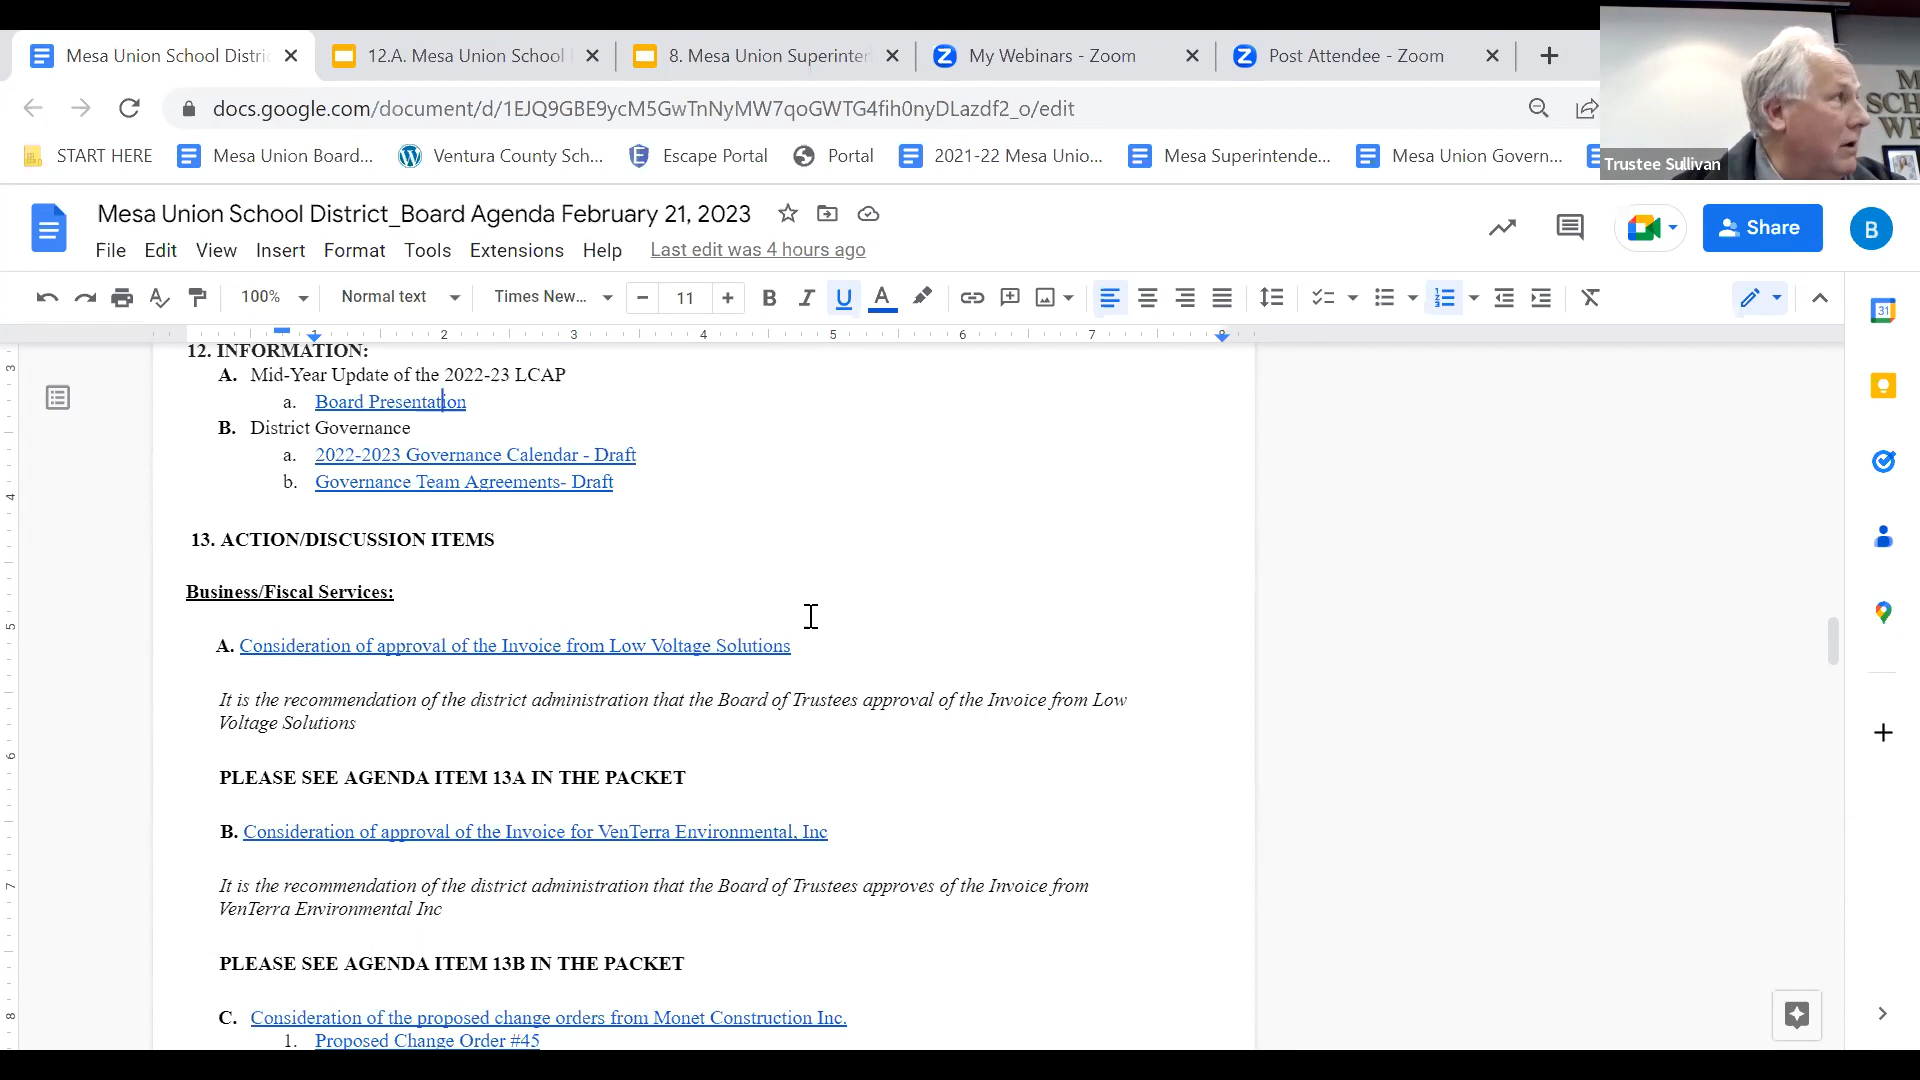 Mesa Union School Distri
12.A. Mesa Union School
8. Mesa Union Superinter
My Webinars - Zoom
Post Attendee - Zoom
docs.google.com/document/d/1EJQ9GBE9ycM5GwTnNyMW7qoGWTG4fih0nyDLazdf2_o/edit
START HERE
Mesa Union Board...
Ventura County Sch...
Escape Portal
Portal
2021-22 Mesa Unio...
Mesa Superintende...
Mesa Union Govern...
Trustee Sullivan
Mesa Union School District_Board Agenda February 21, 2023
File Edit View Insert Format Tools Extensions Help Last edit was 4 hours ago
Share
B
100% Normal text Times New... 11
1 2 3 4 5 6 7 8
12. INFORMATION:
A. Mid-Year Update of the 2022-23 LCAP
a. Board Presentation
B. District Governance
a. 2022-2023 Governance Calendar - Draft
b. Governance Team Agreements- Draft
13. ACTION/DISCUSSION ITEMS
Business/Fiscal Services:
A. Consideration of approval of the Invoice from Low Voltage Solutions
It is the recommendation of the district administration that the Board of Trustees approval of the Invoice from Low
Voltage Solutions
PLEASE SEE AGENDA ITEM 13A IN THE PACKET
B. Consideration of approval of the Invoice for VenTerra Environmental, Inc
It is the recommendation of the district administration that the Board of Trustees approves of the Invoice from
VenTerra Environmental Inc
PLEASE SEE AGENDA ITEM 13B IN THE PACKET
C. Consideration of the proposed change orders from Monet Construction Inc.
1. Proposed Change Order #45